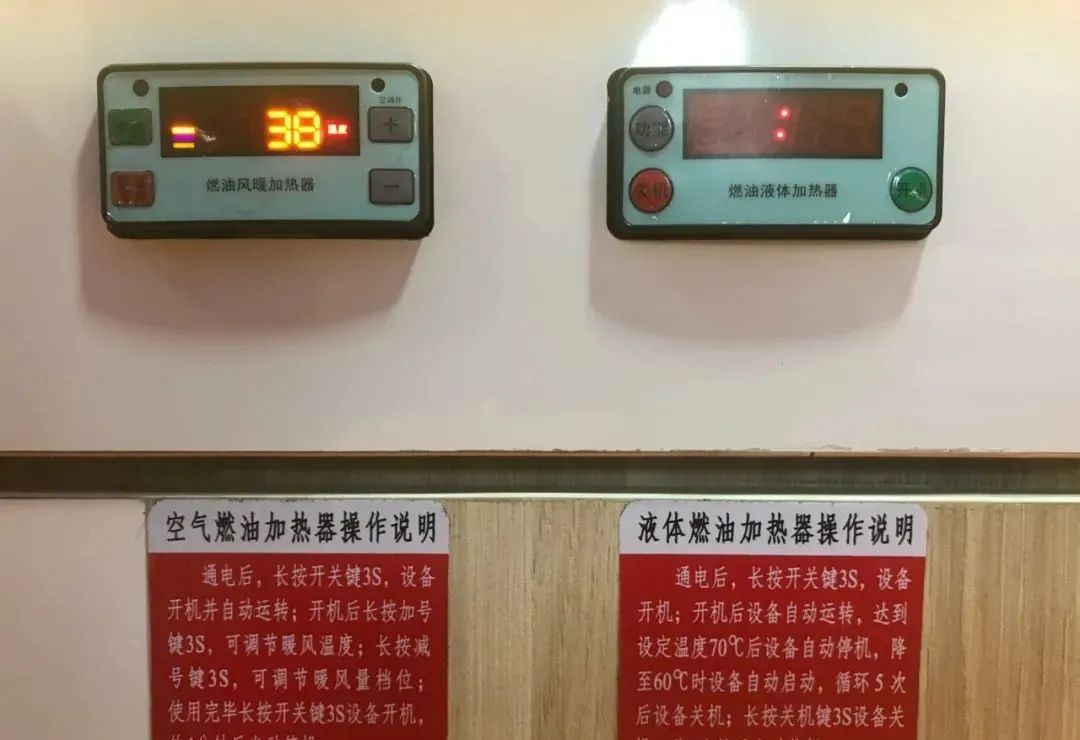 空调开
38 温度
燃油风暖加热器
电源
功能
:
关机
开机
燃油液体加热器
空气燃油加热器操作说明
通电后，长按开关键3S，设备
开机并自动运转；开机后长按加号
键3S，可调节暖风温度；长按减
号键3S，可调节暖风量档位；
使用完毕长按开关键3S设备开机，
液体燃油加热器操作说明
通电后，长按开关键3S，设备
开机；开机后设备自动运转，达到
设定温度70℃后设备自动停机，降
至60℃时设备自动启动，循环5次
后设备关机；长按关机键3S设备关